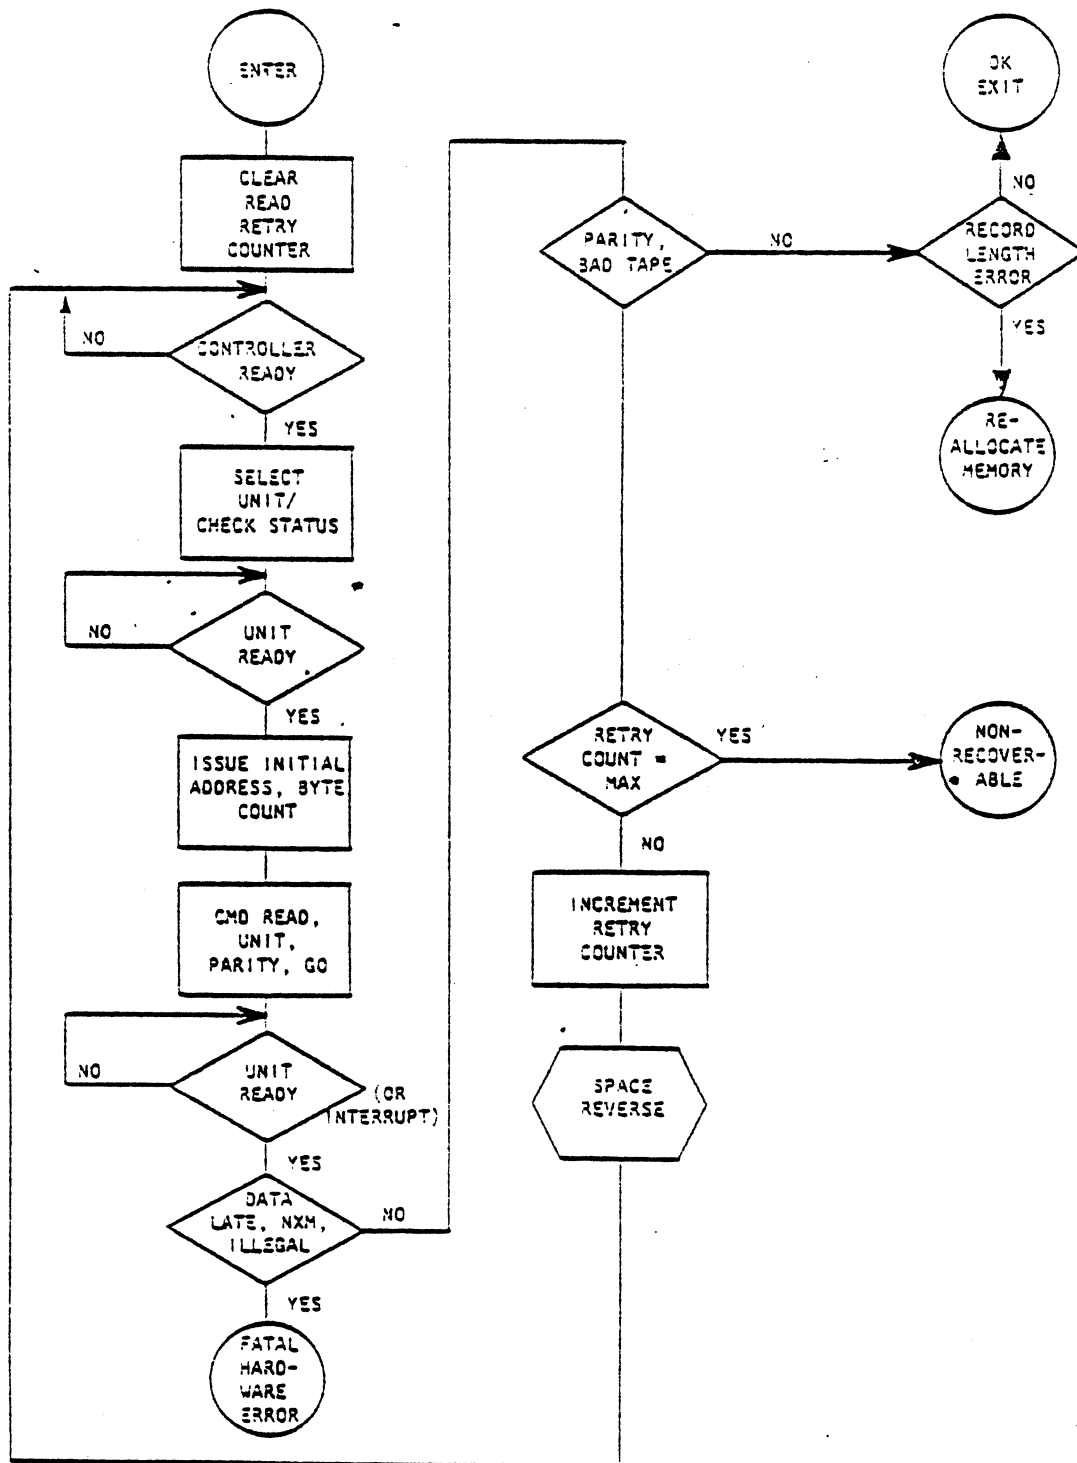 ENTER
CLEAR
READ
RETRY
COUNTER
NO
CONTROLLER
READY
YES
SELECT
UNIT/
CHECK STATUS
NO
UNIT
READY
YES
ISSUE INITIAL
ADDRESS, BYTE
COUNT
CMD READ,
UNIT,
PARITY, GO
NO
UNIT
READY
(OR
INTERRUPT)
YES
DATA
LATE, NXM,
ILLEGAL
NO
YES
FATAL
HARD-
WARE
ERROR
PARITY,
BAD TAPE
NO
RECORD
LENGTH
ERROR
NO
OK
EXIT
YES
RE-
ALLOCATE
MEMORY
RETRY
COUNT =
MAX
YES
NON-
RECOVER-
ABLE
NO
INCREMENT
RETRY
COUNTER
SPACE
REVERSE